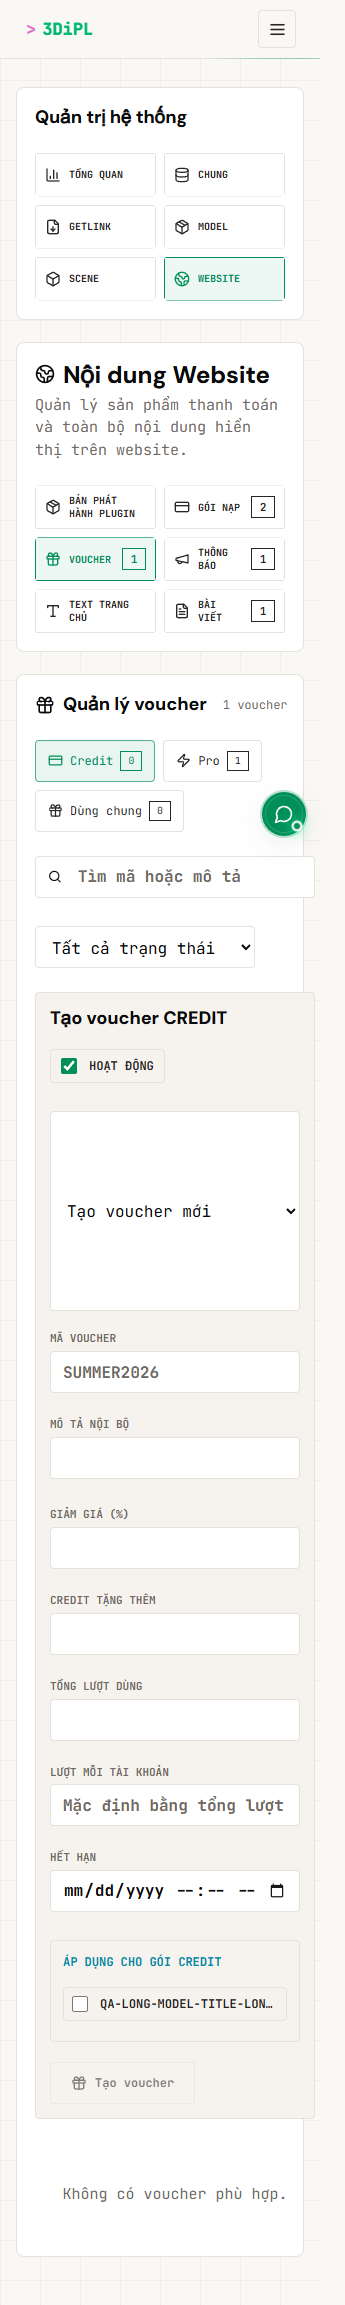 > 3DiPL
Quản trị hệ thống
TỔNG QUAN
CHUNG
GETLINK
MODEL
SCENE
WEBSITE
Nội dung Website
Quản lý sản phẩm thanh toán
và toàn bộ nội dung hiển
thị trên website.
BẢN PHÁT
HÀNH PLUGIN
GÓI NẠP 2
VOUCHER 1
THÔNG
BÁO 1
TEXT TRANG
CHỦ
BÀI
VIẾT 1
Quản lý voucher 1 voucher
Credit 0
Pro 1
Dùng chung 0
Tìm mã hoặc mô tả
Tất cả trạng thái
Tạo voucher CREDIT
HOẠT ĐỘNG
Tạo voucher mới
MÃ VOUCHER
SUMMER2026
MÔ TẢ NỘI BỘ
GIẢM GIÁ (%)
CREDIT TẶNG THÊM
TỔNG LƯỢT DÙNG
LƯỢT MỖI TÀI KHOẢN
Mặc định bằng tổng lượt
HẾT HẠN
mm/dd/yyyy --:-- --
ÁP DỤNG CHO GÓI CREDIT
QA-LONG-MODEL-TITLE-LON…
Tạo voucher
Không có voucher phù hợp.